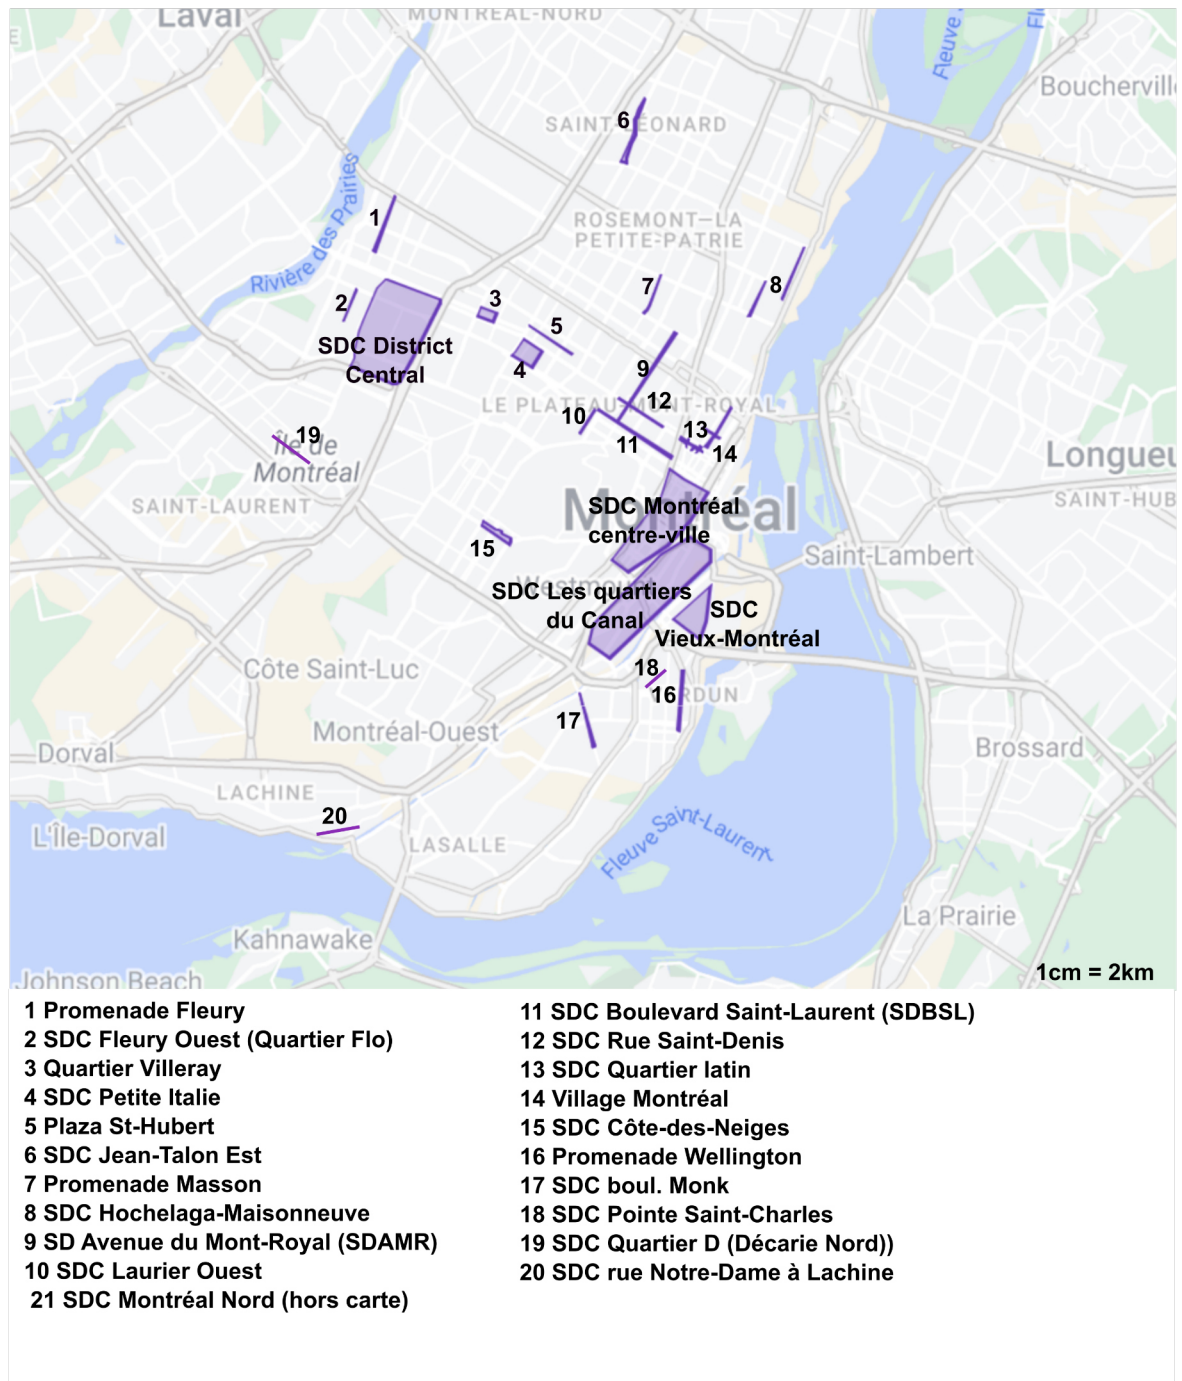 Laval
MONTRÉAL-NORD
Fleuve
Boucherville
6
SAINT-LÉONARD
Rivière des Prairies
1
ROSEMONT—LA
PETITE-PATRIE
7
8
2
3
5
SDC District
Central
4
9
LE PLATEAU-MONT-ROYAL
12
10
11
13
14
19
Île de
Montréal
Longueu
SAINT-LAURENT
SAINT-HUB
Montréal
SDC Montréal
centre-ville
15
Saint-Lambert
Westmount
SDC Les quartiers
du Canal
SDC
Vieux-Montréal
Côte Saint-Luc
18
16
RDUN
17
Montréal-Ouest
Dorval
Brossard
LACHINE
20
L'Île-Dorval
LASALLE
Fleuve Saint-Laurent
La Prairie
Kahnawake
Johnson Beach
1cm = 2km
1 Promenade Fleury
2 SDC Fleury Ouest (Quartier Flo)
3 Quartier Villeray
4 SDC Petite Italie
5 Plaza St-Hubert
6 SDC Jean-Talon Est
7 Promenade Masson
8 SDC Hochelaga-Maisonneuve
9 SD Avenue du Mont-Royal (SDAMR)
10 SDC Laurier Ouest
21 SDC Montréal Nord (hors carte)
11 SDC Boulevard Saint-Laurent (SDBSL)
12 SDC Rue Saint-Denis
13 SDC Quartier latin
14 Village Montréal
15 SDC Côte-des-Neiges
16 Promenade Wellington
17 SDC boul. Monk
18 SDC Pointe Saint-Charles
19 SDC Quartier D (Décarie Nord))
20 SDC rue Notre-Dame à Lachine